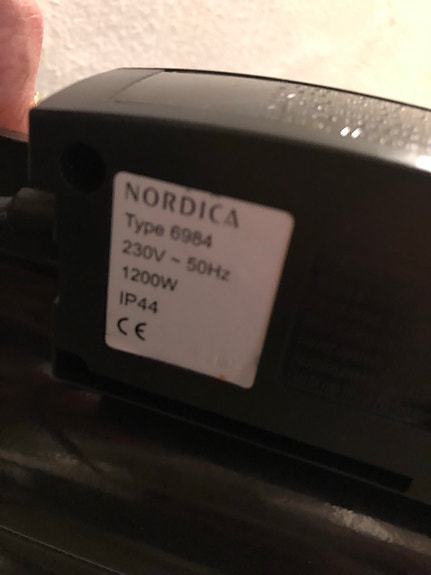 NORDICA
Type 6984
230V ~ 50Hz
1200W
IP44
CE